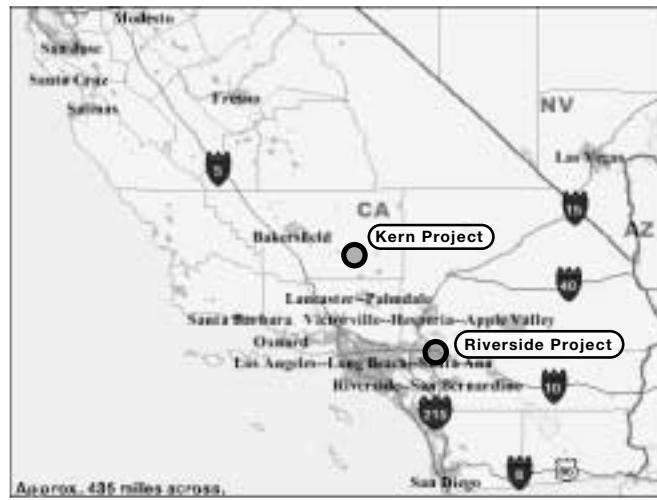 Modesto
San Jose
Santa Cruz
Salinas
Fresno
NV
Las Vegas
5
CA
15
AZ
Bakersfield
Kern Project
40
Lancaster--Palmdale
Santa Barbara
Victorville--Hesperia--Apple Valley
Oxnard
Riverside Project
Los Angeles--Long Beach--Santa Ana
Riverside--San Bernardino
10
215
San Diego
8
Approx. 435 miles across.